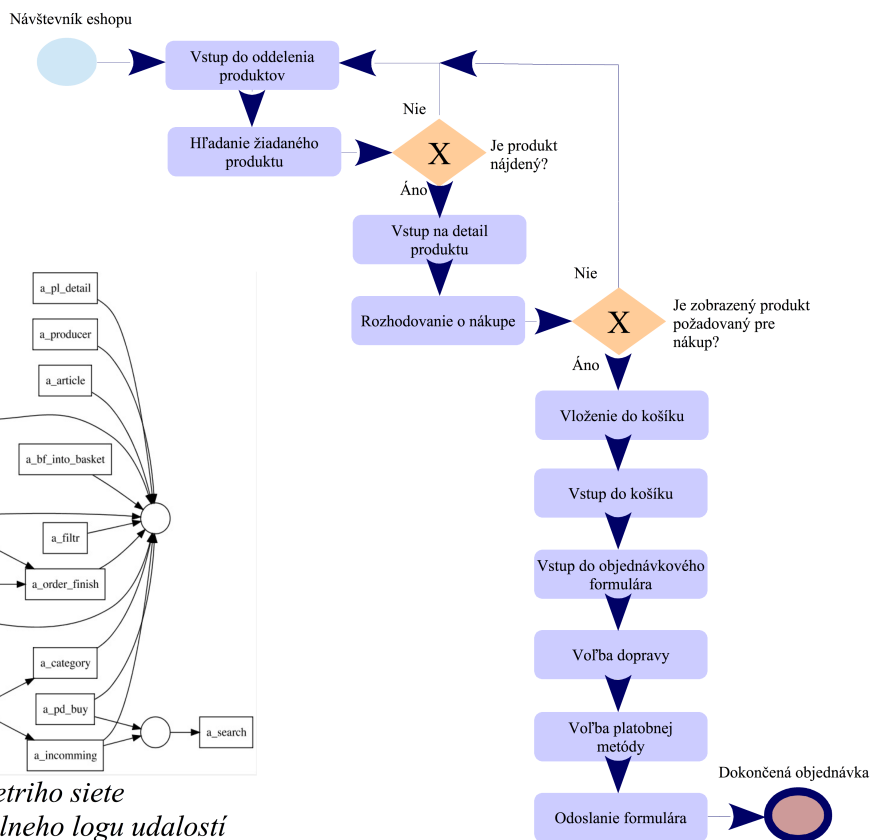 Návštevník eshopu
Vstup do oddelenia
produktov
Nie
Hľadanie žiadaného
produktu
X
Je produkt
nájdený?
Áno
Vstup na detail
produktu
Nie
Rozhodovanie o nákupe
X
Je zobrazený produkt
požadovaný pre
nákup?
Áno
Vloženie do košíku
Vstup do košíku
Vstup do objednávkového
formulára
Voľba dopravy
Voľba platobnej
metódy
Dokončená objednávka
Odoslanie formulára
a_pl_detail
a_producer
a_article
a_bf_into_basket
a_filtr
a_order_finish
a_category
a_pd_buy
a_search
a_incomming
etriho siete
lneho logu udalostí